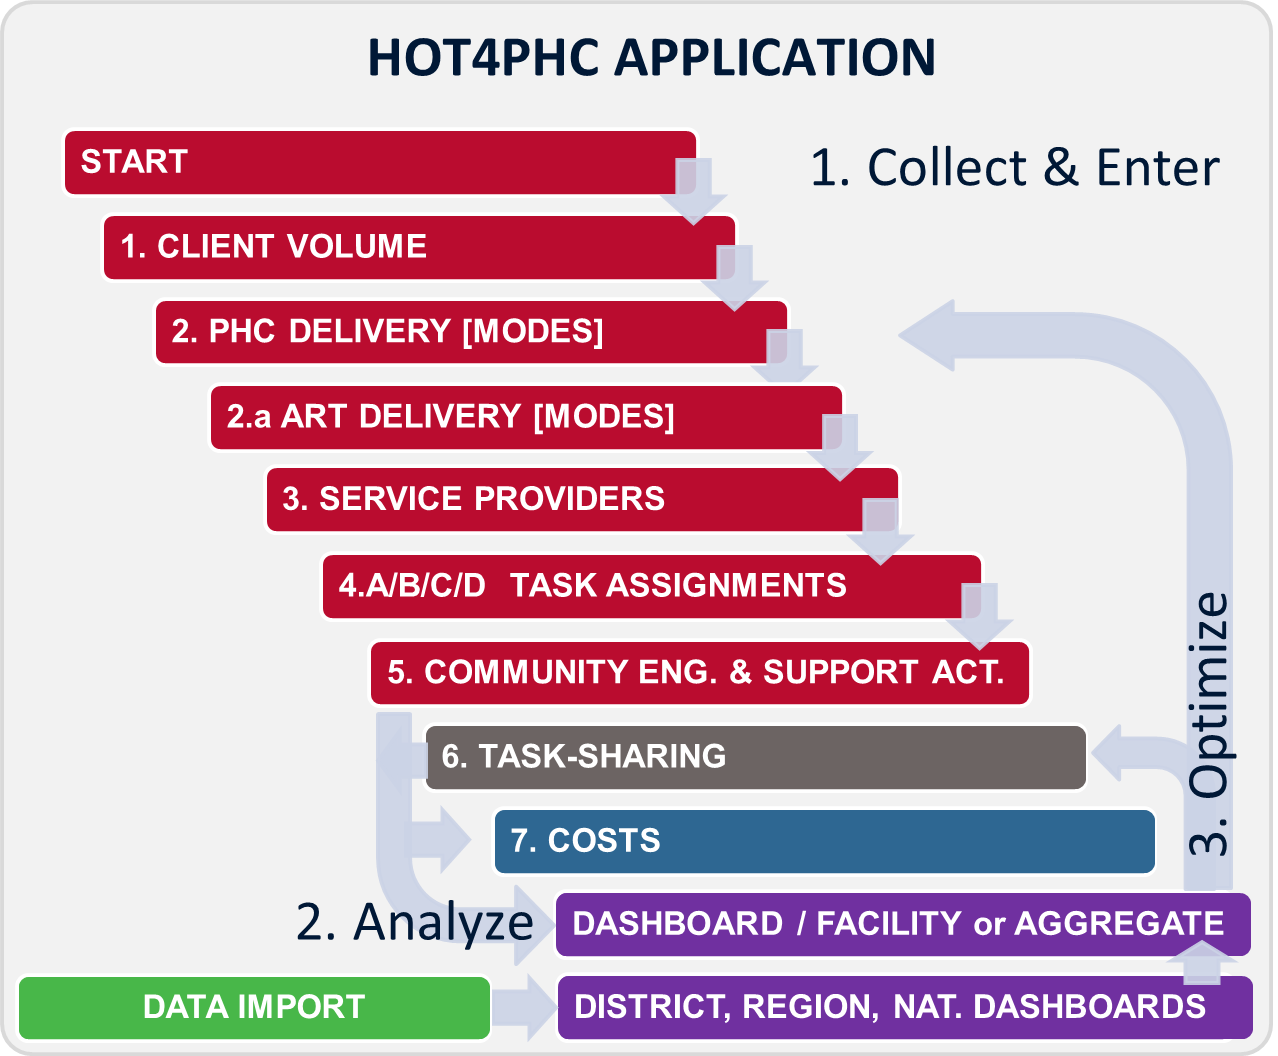 HOT4PHC APPLICATION
START
1. Collect & Enter
1. CLIENT VOLUME
2. PHC DELIVERY [MODES]
2.a ART DELIVERY [MODES]
3. SERVICE PROVIDERS
4.A/B/C/D  TASK ASSIGNMENTS
5. COMMUNITY ENG. & SUPPORT ACT.
6. TASK-SHARING
3. Optimize
7. COSTS
2. Analyze
DASHBOARD / FACILITY or AGGREGATE
DATA IMPORT
DISTRICT, REGION, NAT. DASHBOARDS